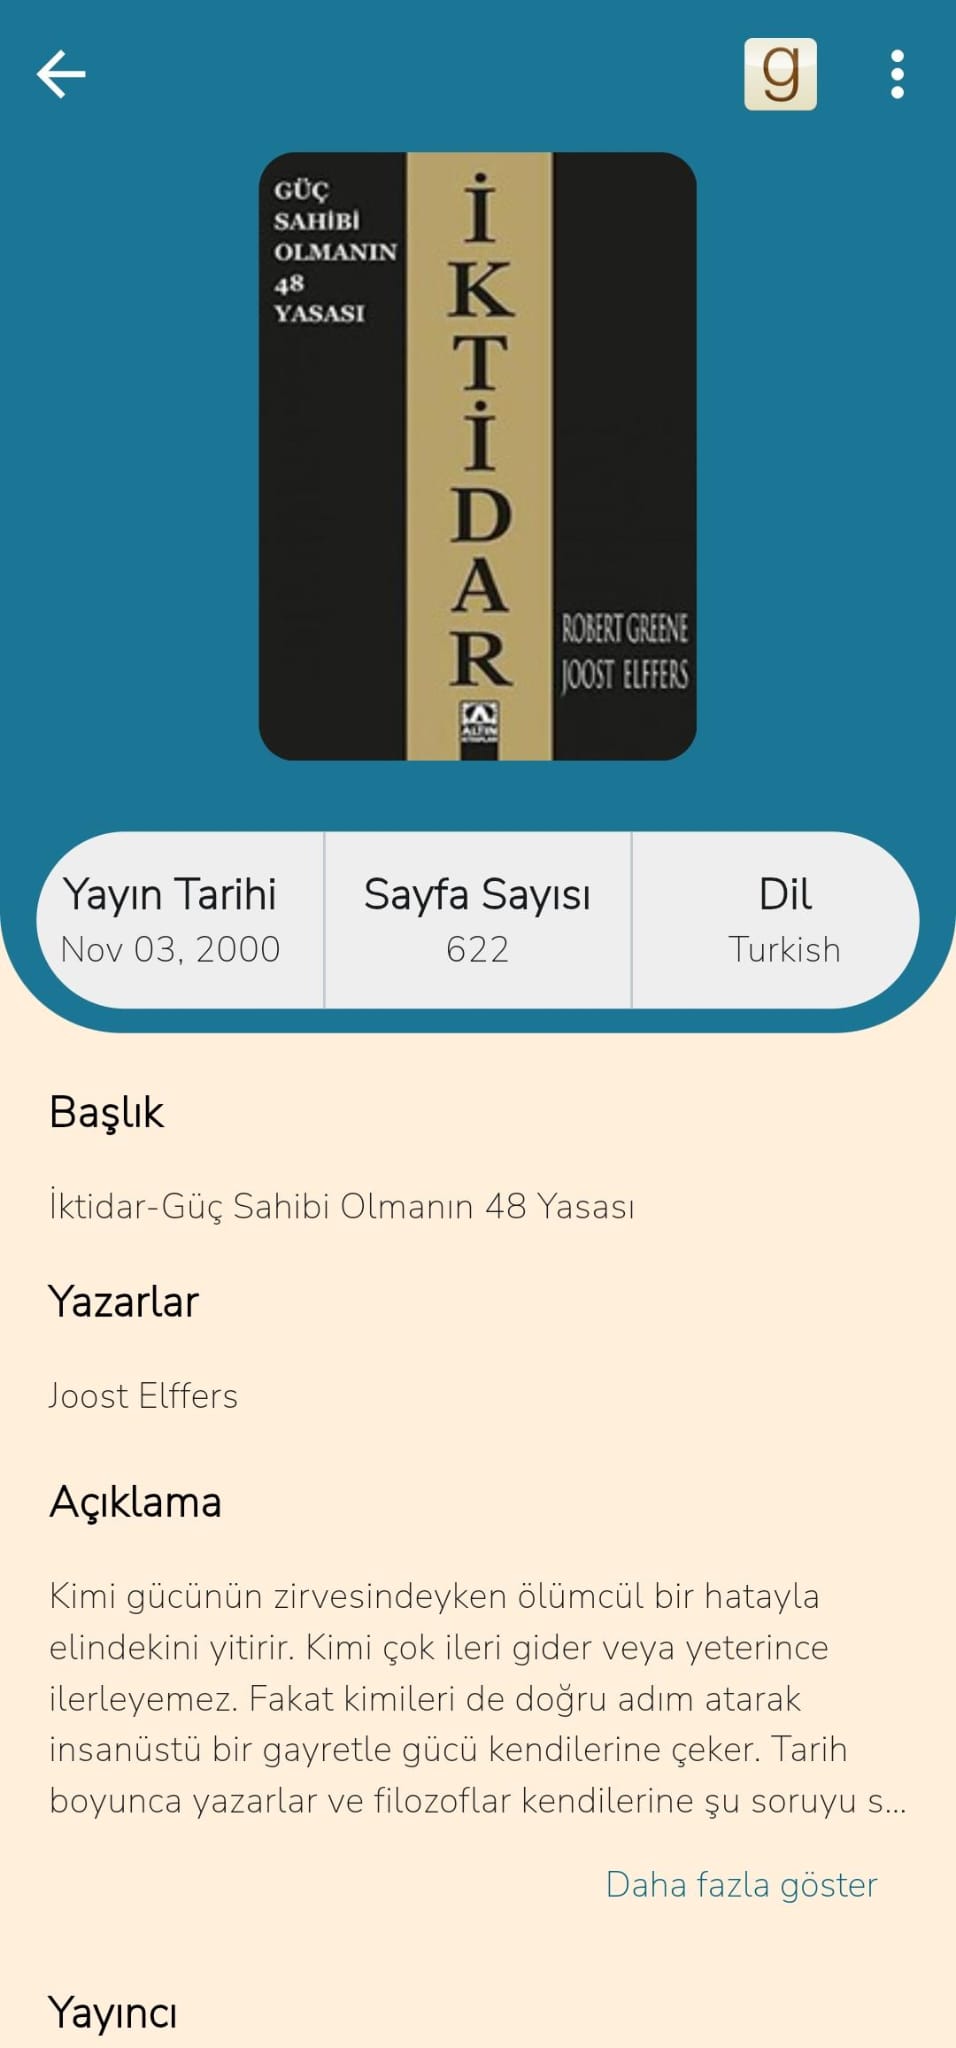 g
GÜÇ
SAHİBİ
OLMANIN
48
YASASI
İKTİDAR
ROBERT GREENE
JOOST ELFFERS
ALTIN
KİTAPLAR
Yayın Tarihi
Nov 03, 2000
Sayfa Sayısı
622
Dil
Turkish
Başlık
İktidar-Güç Sahibi Olmanın 48 Yasası
Yazarlar
Joost Elffers
Açıklama
Kimi gücünün zirvesindeyken ölümcül bir hatayla
elindekini yitirir. Kimi çok ileri gider veya yeterince
ilerleyemez. Fakat kimileri de doğru adım atarak
insanüstü bir gayretle gücü kendilerine çeker. Tarih
boyunca yazarlar ve filozoflar kendilerine şu soruyu s...
Daha fazla göster
Yayıncı